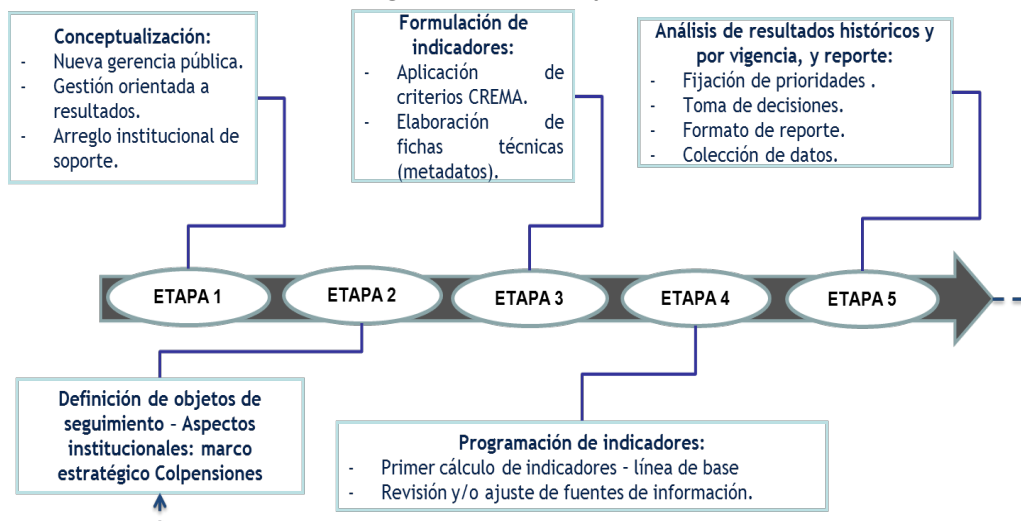 Conceptualización:
- Nueva gerencia pública.
- Gestión orientada a
resultados.
- Arreglo institucional de
soporte.
Formulación de
indicadores:
- Aplicación de
criterios CREMA.
- Elaboración de
fichas técnicas
(metadatos).
Análisis de resultados históricos y
por vigencia, y reporte:
- Fijación de prioridades .
- Toma de decisiones.
- Formato de reporte.
- Colección de datos.
ETAPA 1
ETAPA 2
ETAPA 3
ETAPA 4
ETAPA 5
Definición de objetos de
seguimiento – Aspectos
institucionales: marco
estratégico Colpensiones
Programación de indicadores:
- Primer cálculo de indicadores – línea de base
- Revisión y/o ajuste de fuentes de información.